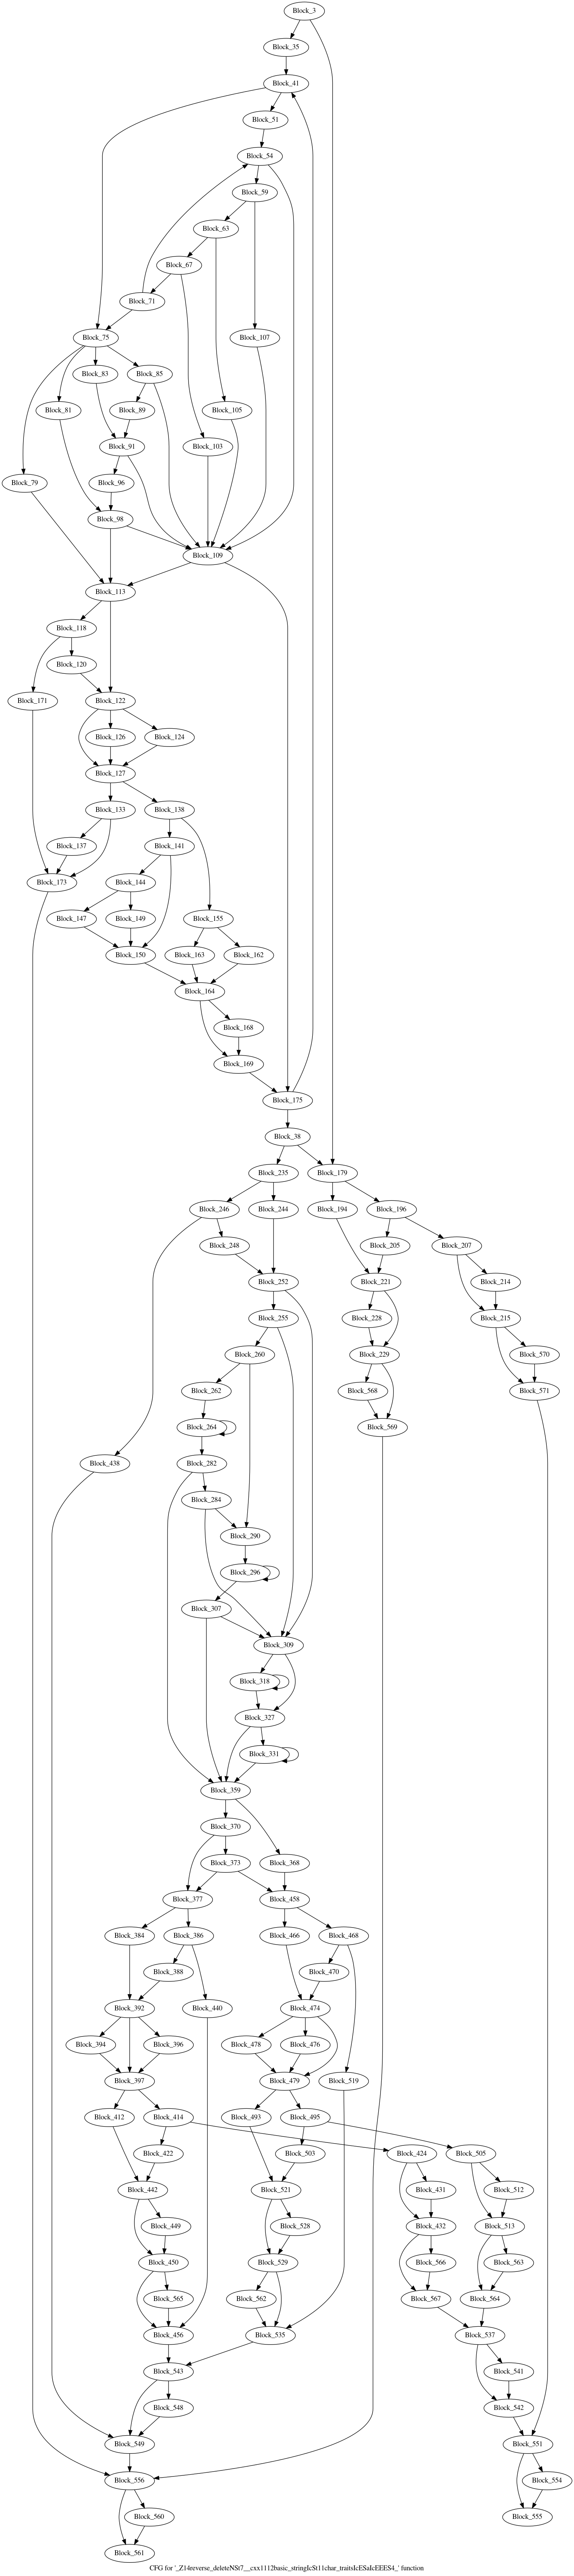 Block_3
Block_35
Block_41
Block_51
Block_54
Block_59
Block_63
Block_67
Block_71
Block_75
Block_107
Block_83
Block_85
Block_81
Block_89
Block_105
Block_91
Block_103
Block_79
Block_96
Block_98
Block_109
Block_113
Block_118
Block_120
Block_171
Block_122
Block_126
Block_124
Block_127
Block_133
Block_138
Block_137
Block_141
Block_173
Block_144
Block_147
Block_149
Block_155
Block_150
Block_163
Block_162
Block_164
Block_168
Block_169
Block_175
Block_38
Block_235
Block_179
Block_246
Block_244
Block_194
Block_196
Block_248
Block_205
Block_207
Block_252
Block_221
Block_214
Block_255
Block_228
Block_215
Block_260
Block_229
Block_570
Block_262
Block_568
Block_571
Block_264
Block_569
Block_438
Block_282
Block_284
Block_290
Block_296
Block_307
Block_309
Block_318
Block_327
Block_331
Block_359
Block_370
Block_373
Block_368
Block_377
Block_458
Block_384
Block_386
Block_466
Block_468
Block_388
Block_470
Block_392
Block_440
Block_474
Block_394
Block_396
Block_478
Block_476
Block_397
Block_479
Block_519
Block_412
Block_414
Block_493
Block_495
Block_422
Block_503
Block_424
Block_505
Block_442
Block_521
Block_431
Block_512
Block_449
Block_528
Block_432
Block_513
Block_450
Block_529
Block_566
Block_563
Block_565
Block_562
Block_567
Block_564
Block_456
Block_535
Block_537
Block_543
Block_541
Block_548
Block_542
Block_549
Block_551
Block_556
Block_554
Block_560
Block_555
Block_561
CFG for '_Z14reverse_deleteNSt7__cxx1112basic_stringIcSt11char_traitsIcESaIcEEES4_' function